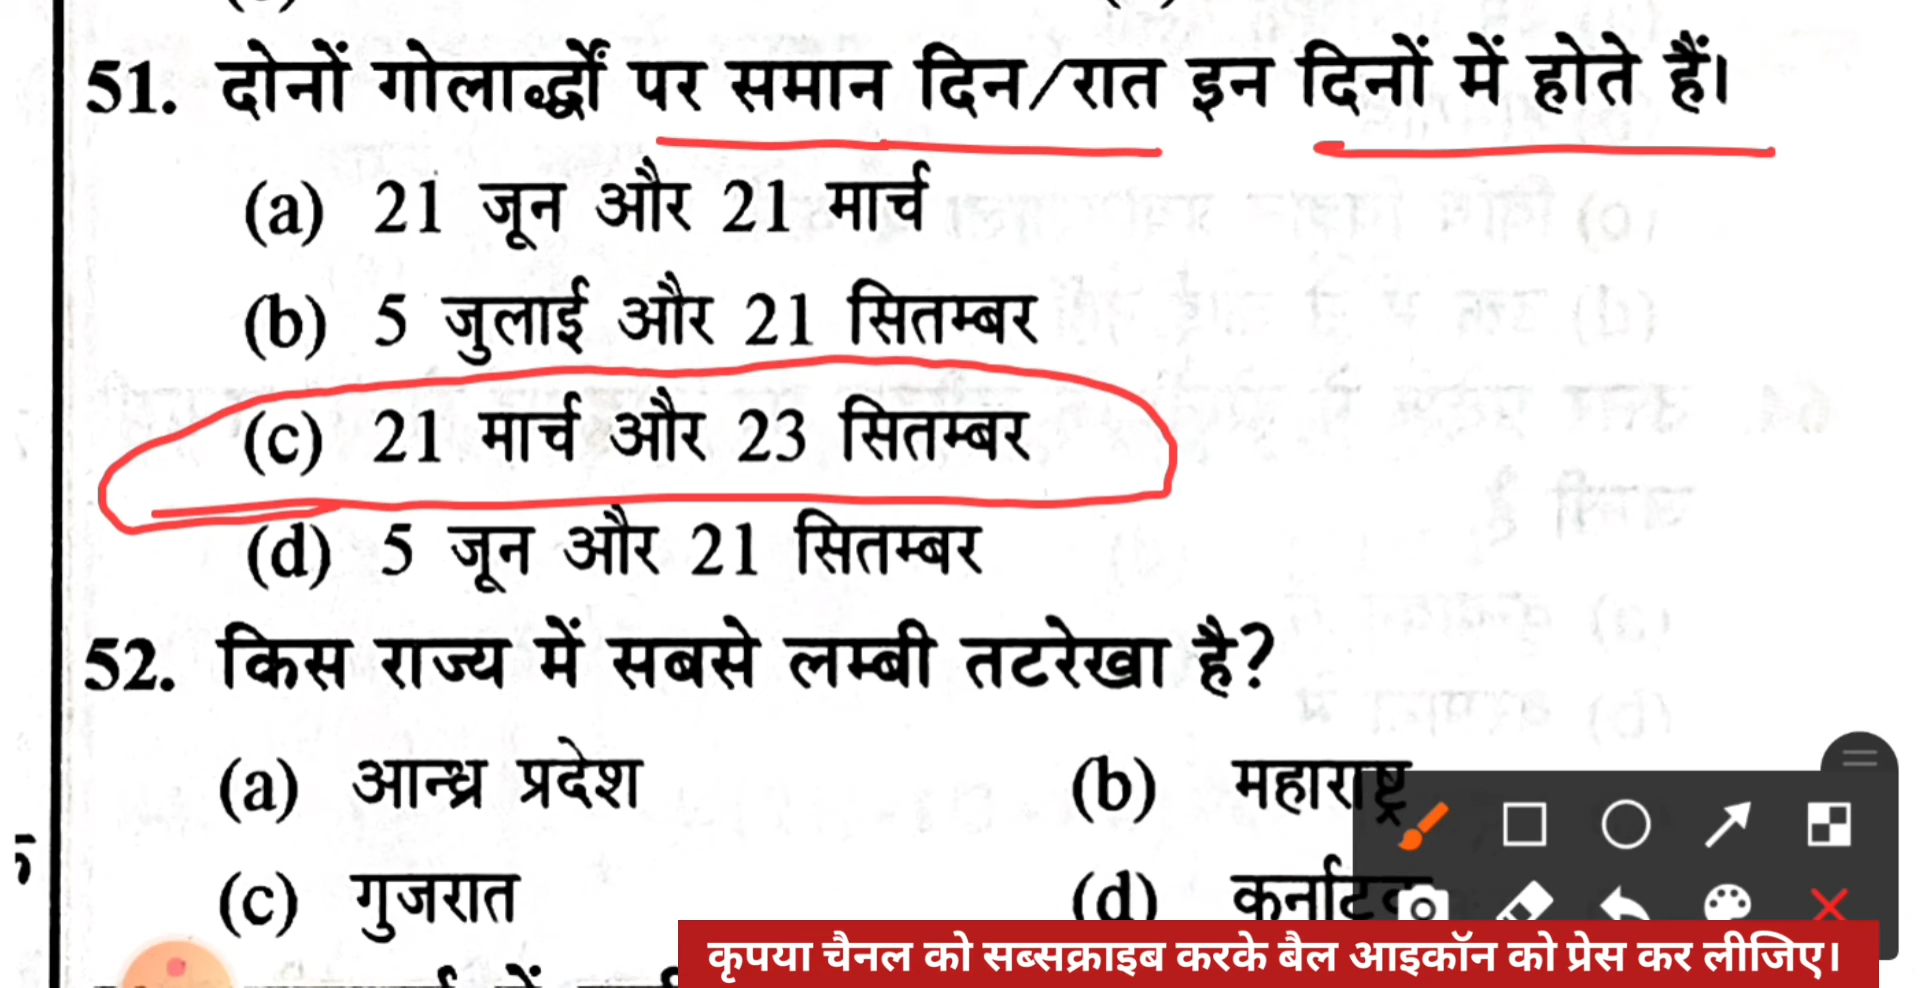 51. दोनों गोलार्द्धों पर समान दिन/रात इन दिनों में होते हैं।
(a) 21 जून और 21 मार्च
(b) 5 जुलाई और 21 सितम्बर
(c) 21 मार्च और 23 सितम्बर
(d) 5 जून और 21 सितम्बर
52. किस राज्य में सबसे लम्बी तटरेखा है?
(a) आन्ध्र प्रदेश (b) महाराष्ट्र
(c) गुजरात (d) कर्नाटक
कृपया चैनल को सब्सक्राइब करके बैल आइकॉन को प्रेस कर लीजिए।